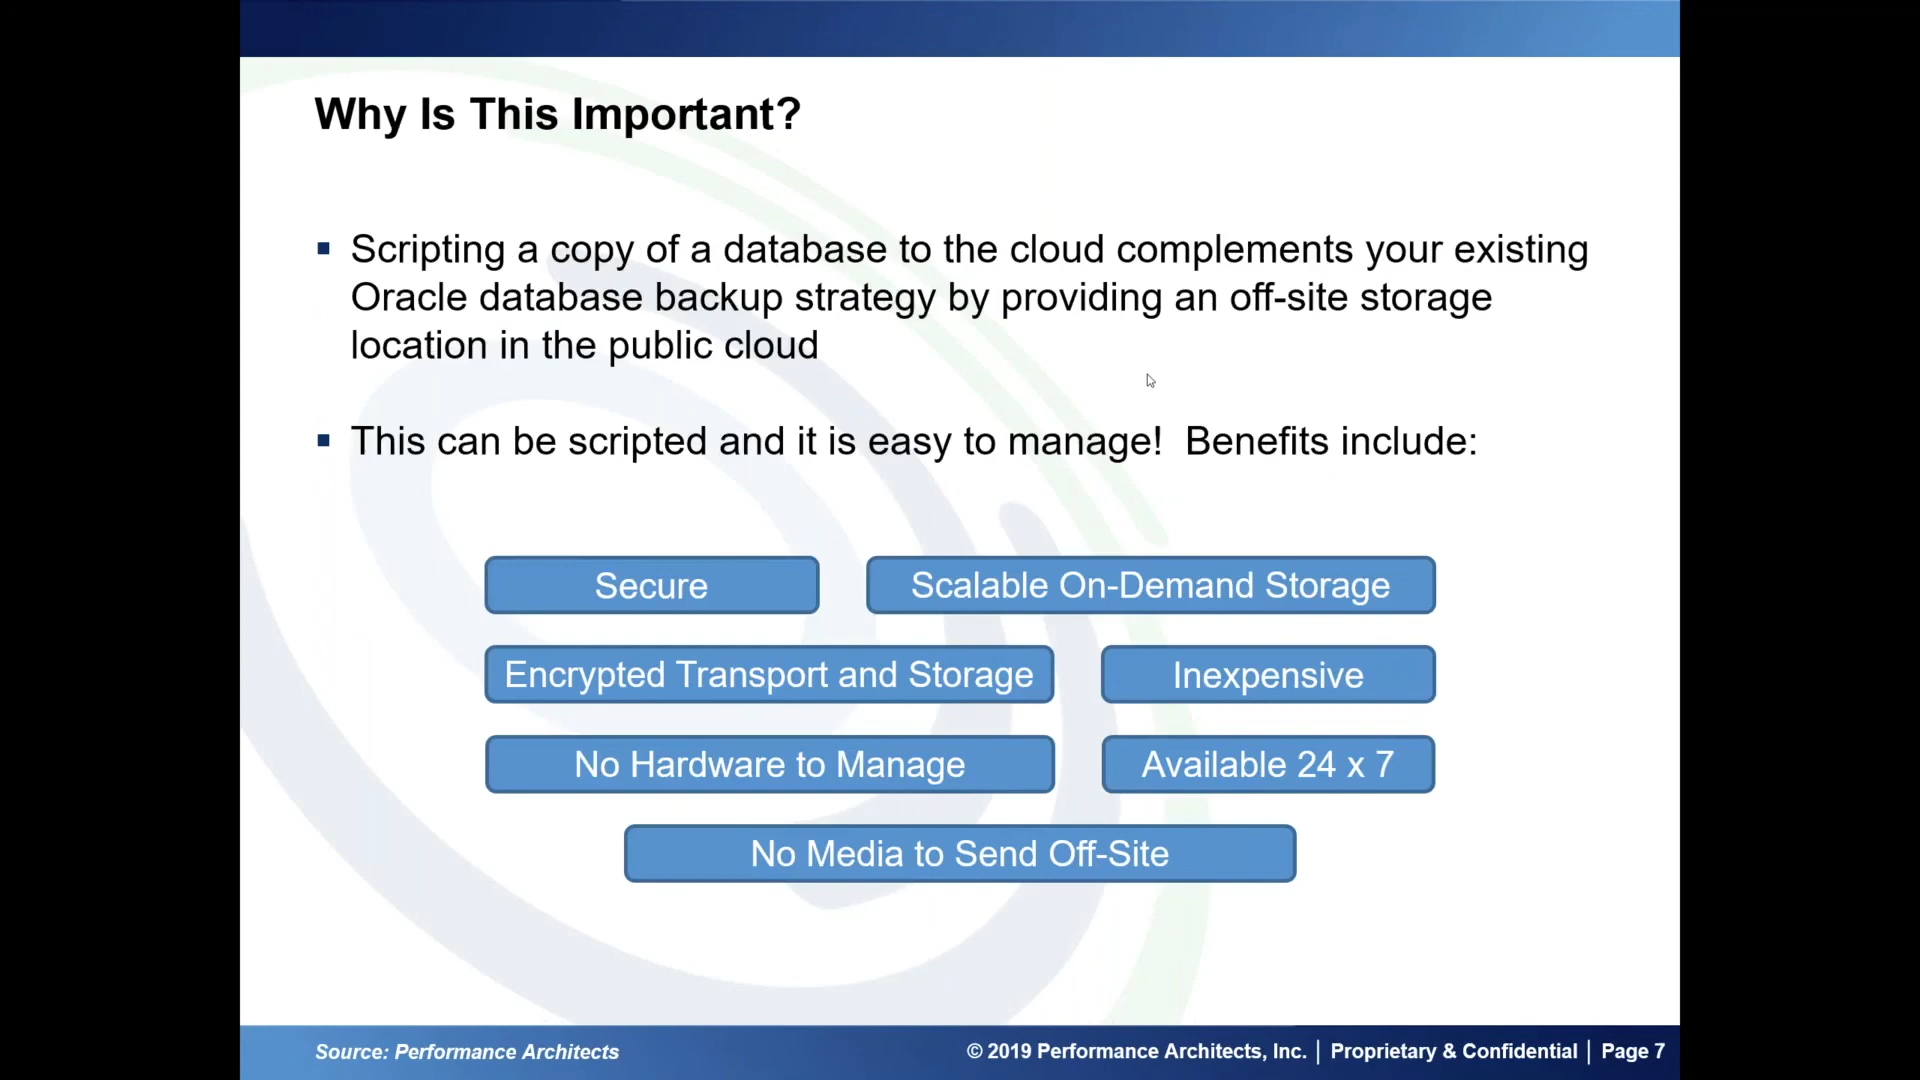 Why Is This Important?
Scripting a copy of a database to the cloud complements your existing
Oracle database backup strategy by providing an off-site storage
location in the public cloud
This can be scripted and it is easy to manage!  Benefits include:
Secure
Scalable On-Demand Storage
Encrypted Transport and Storage
Inexpensive
No Hardware to Manage
Available 24 x 7
No Media to Send Off-Site
Source: Performance Architects
© 2019 Performance Architects, Inc. | Proprietary & Confidential | Page 7